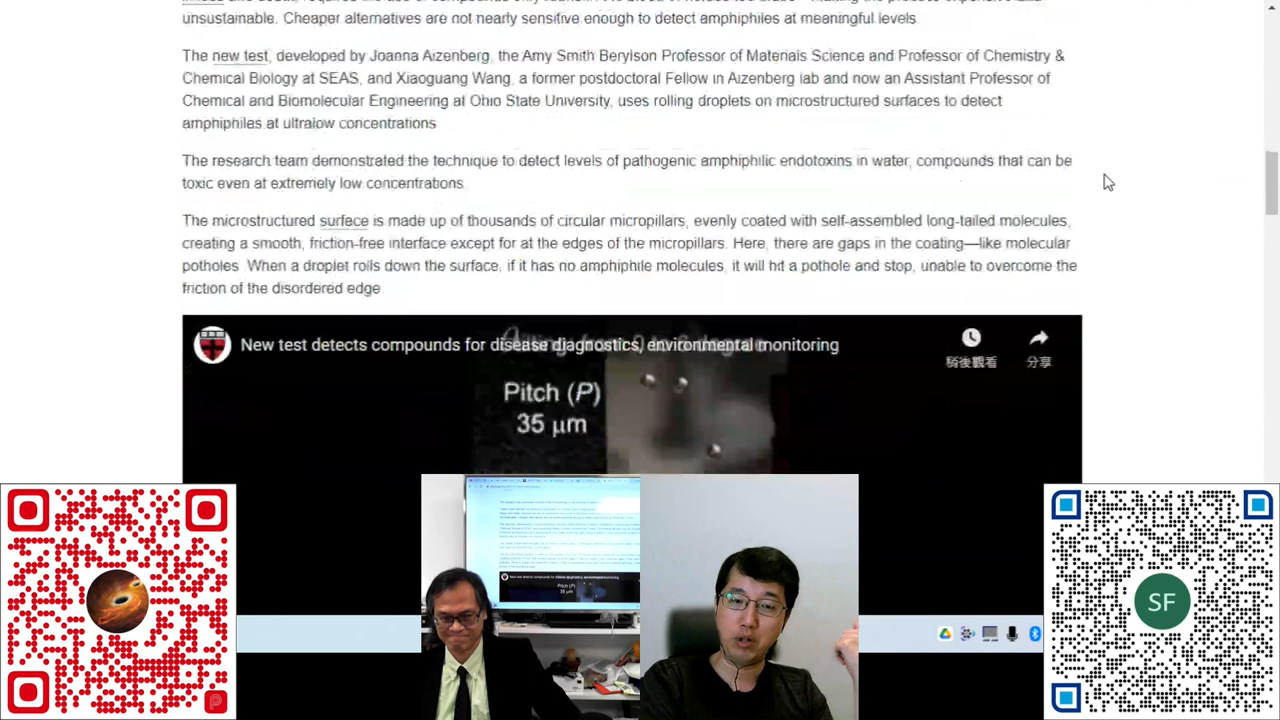 unsustainable. Cheaper alternatives are not nearly sensitive enough to detect amphiphiles at meaningful levels.
The new test, developed by Joanna Aizenberg, the Amy Smith Berylson Professor of Materials Science and Professor of Chemistry &
Chemical Biology at SEAS, and Xiaoguang Wang, a former postdoctoral Fellow in Aizenberg lab and now an Assistant Professor of
Chemical and Biomolecular Engineering at Ohio State University, uses rolling droplets on microstructured surfaces to detect
amphiphiles at ultralow concentrations.
The research team demonstrated the technique to detect levels of pathogenic amphiphilic endotoxins in water, compounds that can be
toxic even at extremely low concentrations.
The microstructured surface is made up of thousands of circular micropillars, evenly coated with self-assembled long-tailed molecules,
creating a smooth, friction-free interface except for at the edges of the micropillars. Here, there are gaps in the coating—like molecular
potholes. When a droplet rolls down the surface, if it has no amphiphile molecules, it will hit a pothole and stop, unable to overcome the
friction of the disordered edge.
New test detects compounds for disease diagnostics, environmental monitoring
稍後觀看
分享
Pitch (P)
35 μm
SF